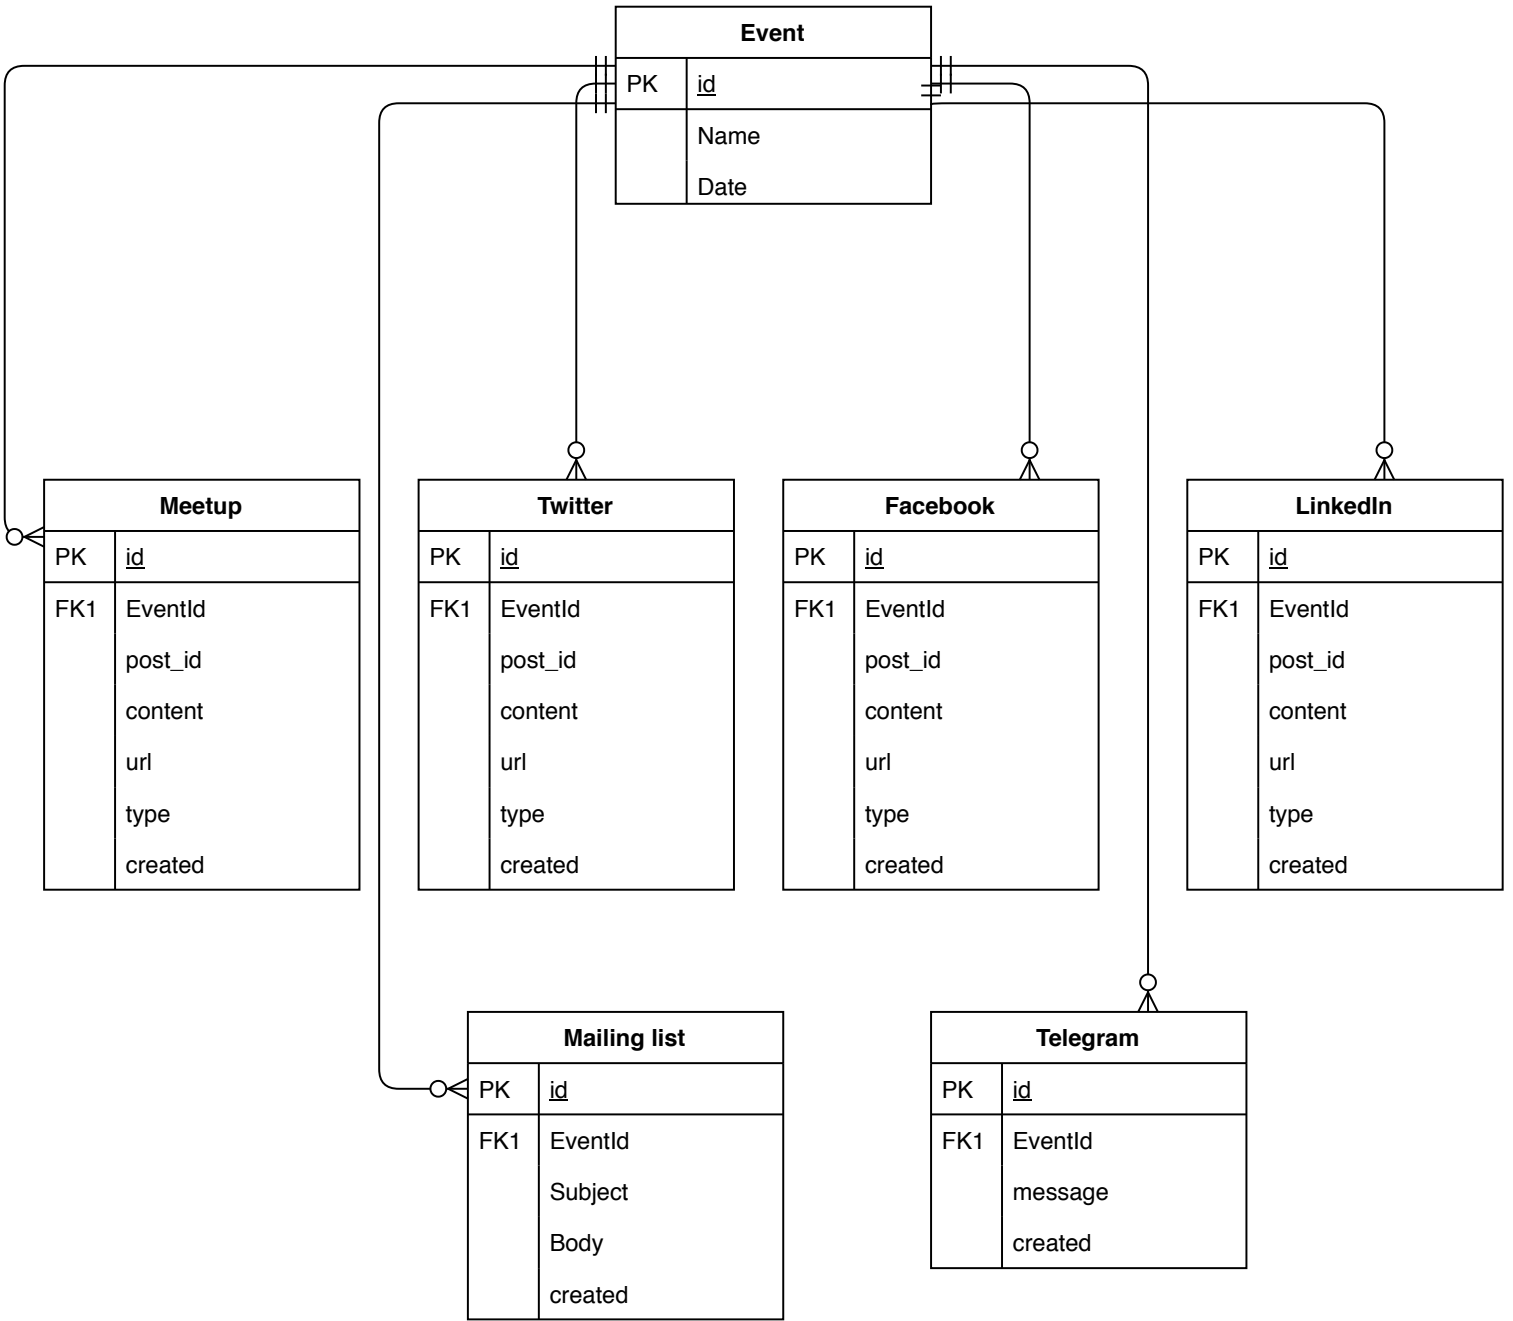 Event
PK id
Name
Date
Meetup
PK id
FK1 EventId
post_id
content
url
type
created
Twitter
PK id
FK1 EventId
post_id
content
url
type
created
Facebook
PK id
FK1 EventId
post_id
content
url
type
created
LinkedIn
PK id
FK1 EventId
post_id
content
url
type
created
Mailing list
PK id
FK1 EventId
Subject
Body
created
Telegram
PK id
FK1 EventId
message
created